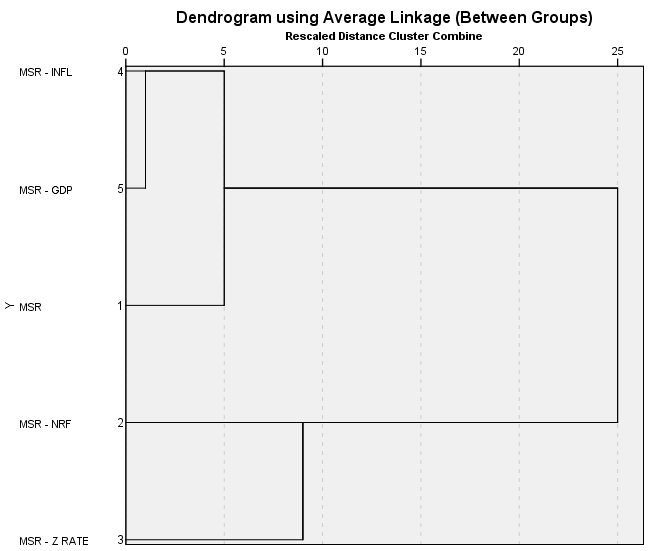 Dendrogram using Average Linkage (Between Groups)
Rescaled Distance Cluster Combine
0 5 10 15 20 25
MSR - INFL 4
MSR - GDP 5
Y
MSR 1
MSR - NRF 2
MSR - Z RATE 3